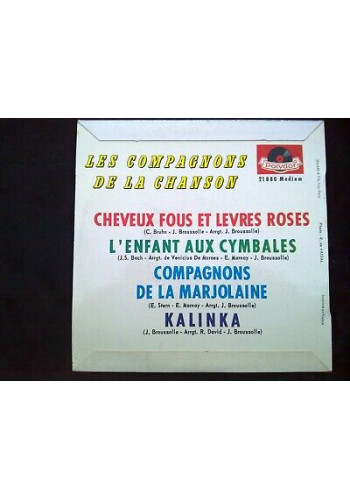 LES COMPAGNONS
DE LA CHANSON
Polydor
21 880 Medium
CHEVEUX FOUS ET LEVRES ROSES
(C. Bruhn - J. Broussolle - Arrgt. J. Broussolle)
L'ENFANT AUX CYMBALES
(J.S. Bach - Arrgt. de Venicius De Moraes - E. Marnay - J. Broussolle)
COMPAGNONS
DE LA MARJOLAINE
(E. Stern - E. Marnay - Arrgt. J. Broussolle)
KALINKA
(J. Broussolle - Arrgt. R. David - J. Broussolle)